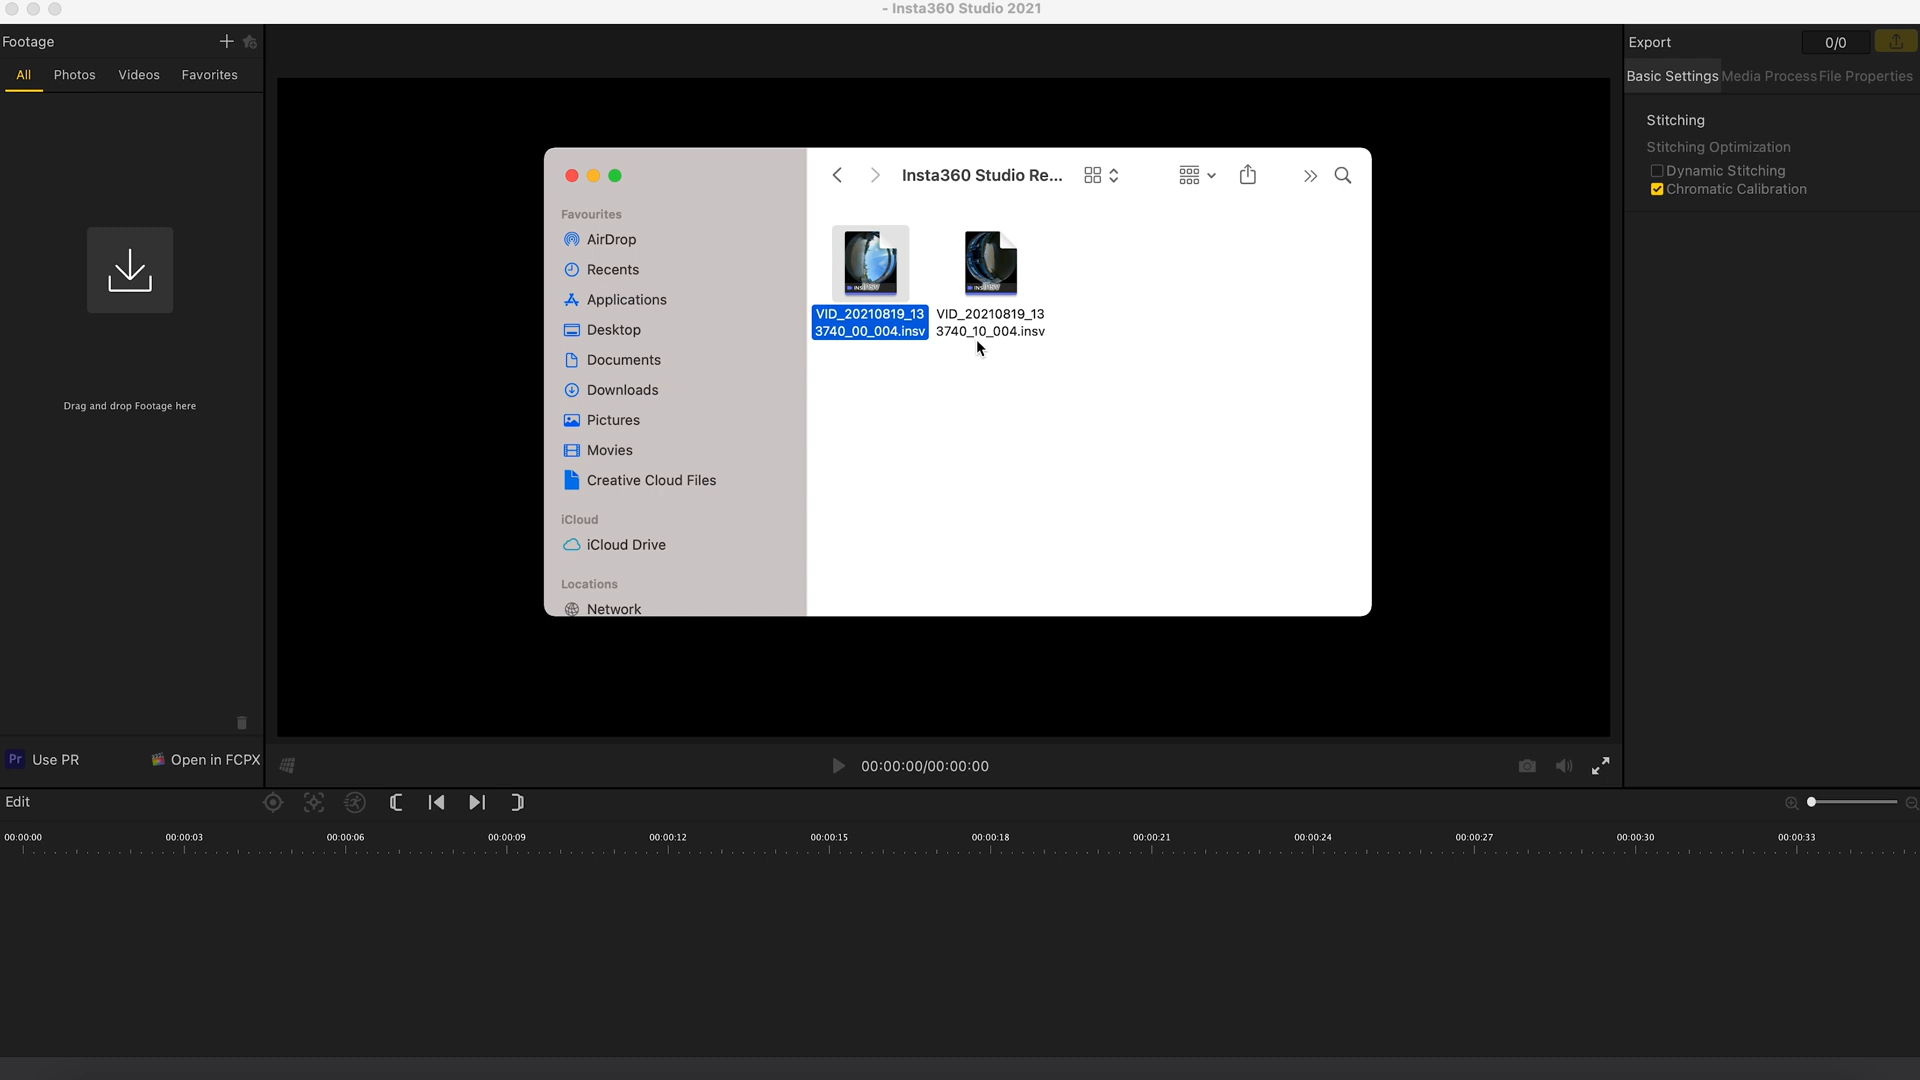 - Insta360 Studio 2021
Footage
All Photos Videos Favorites
Drag and drop Footage here
Pr Use PR Open in FCPX
Insta360 Studio Re...
Favourites
AirDrop
Recents
Applications
Desktop
Documents
Downloads
Pictures
Movies
Creative Cloud Files
iCloud
iCloud Drive
Locations
Network
VID_20210819_13
3740_00_004.insv
VID_20210819_13
3740_10_004.insv
00:00:00/00:00:00
Export 0/0
Basic Settings Media Process File Properties
Stitching
Stitching Optimization
Dynamic Stitching
Chromatic Calibration
Edit
00:00:00 00:00:03 00:00:06 00:00:09 00:00:12 00:00:15 00:00:18 00:00:21 00:00:24 00:00:27 00:00:30 00:00:33